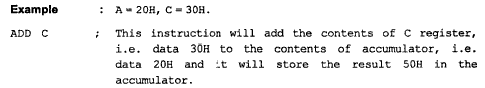 Example : A = 20H, C = 30H.
ADD C ; This instruction will add the contents of C register,
i.e. data 30H to the contents of accumulator, i.e.
data 20H and it will store the result 50H in the
accumulator.